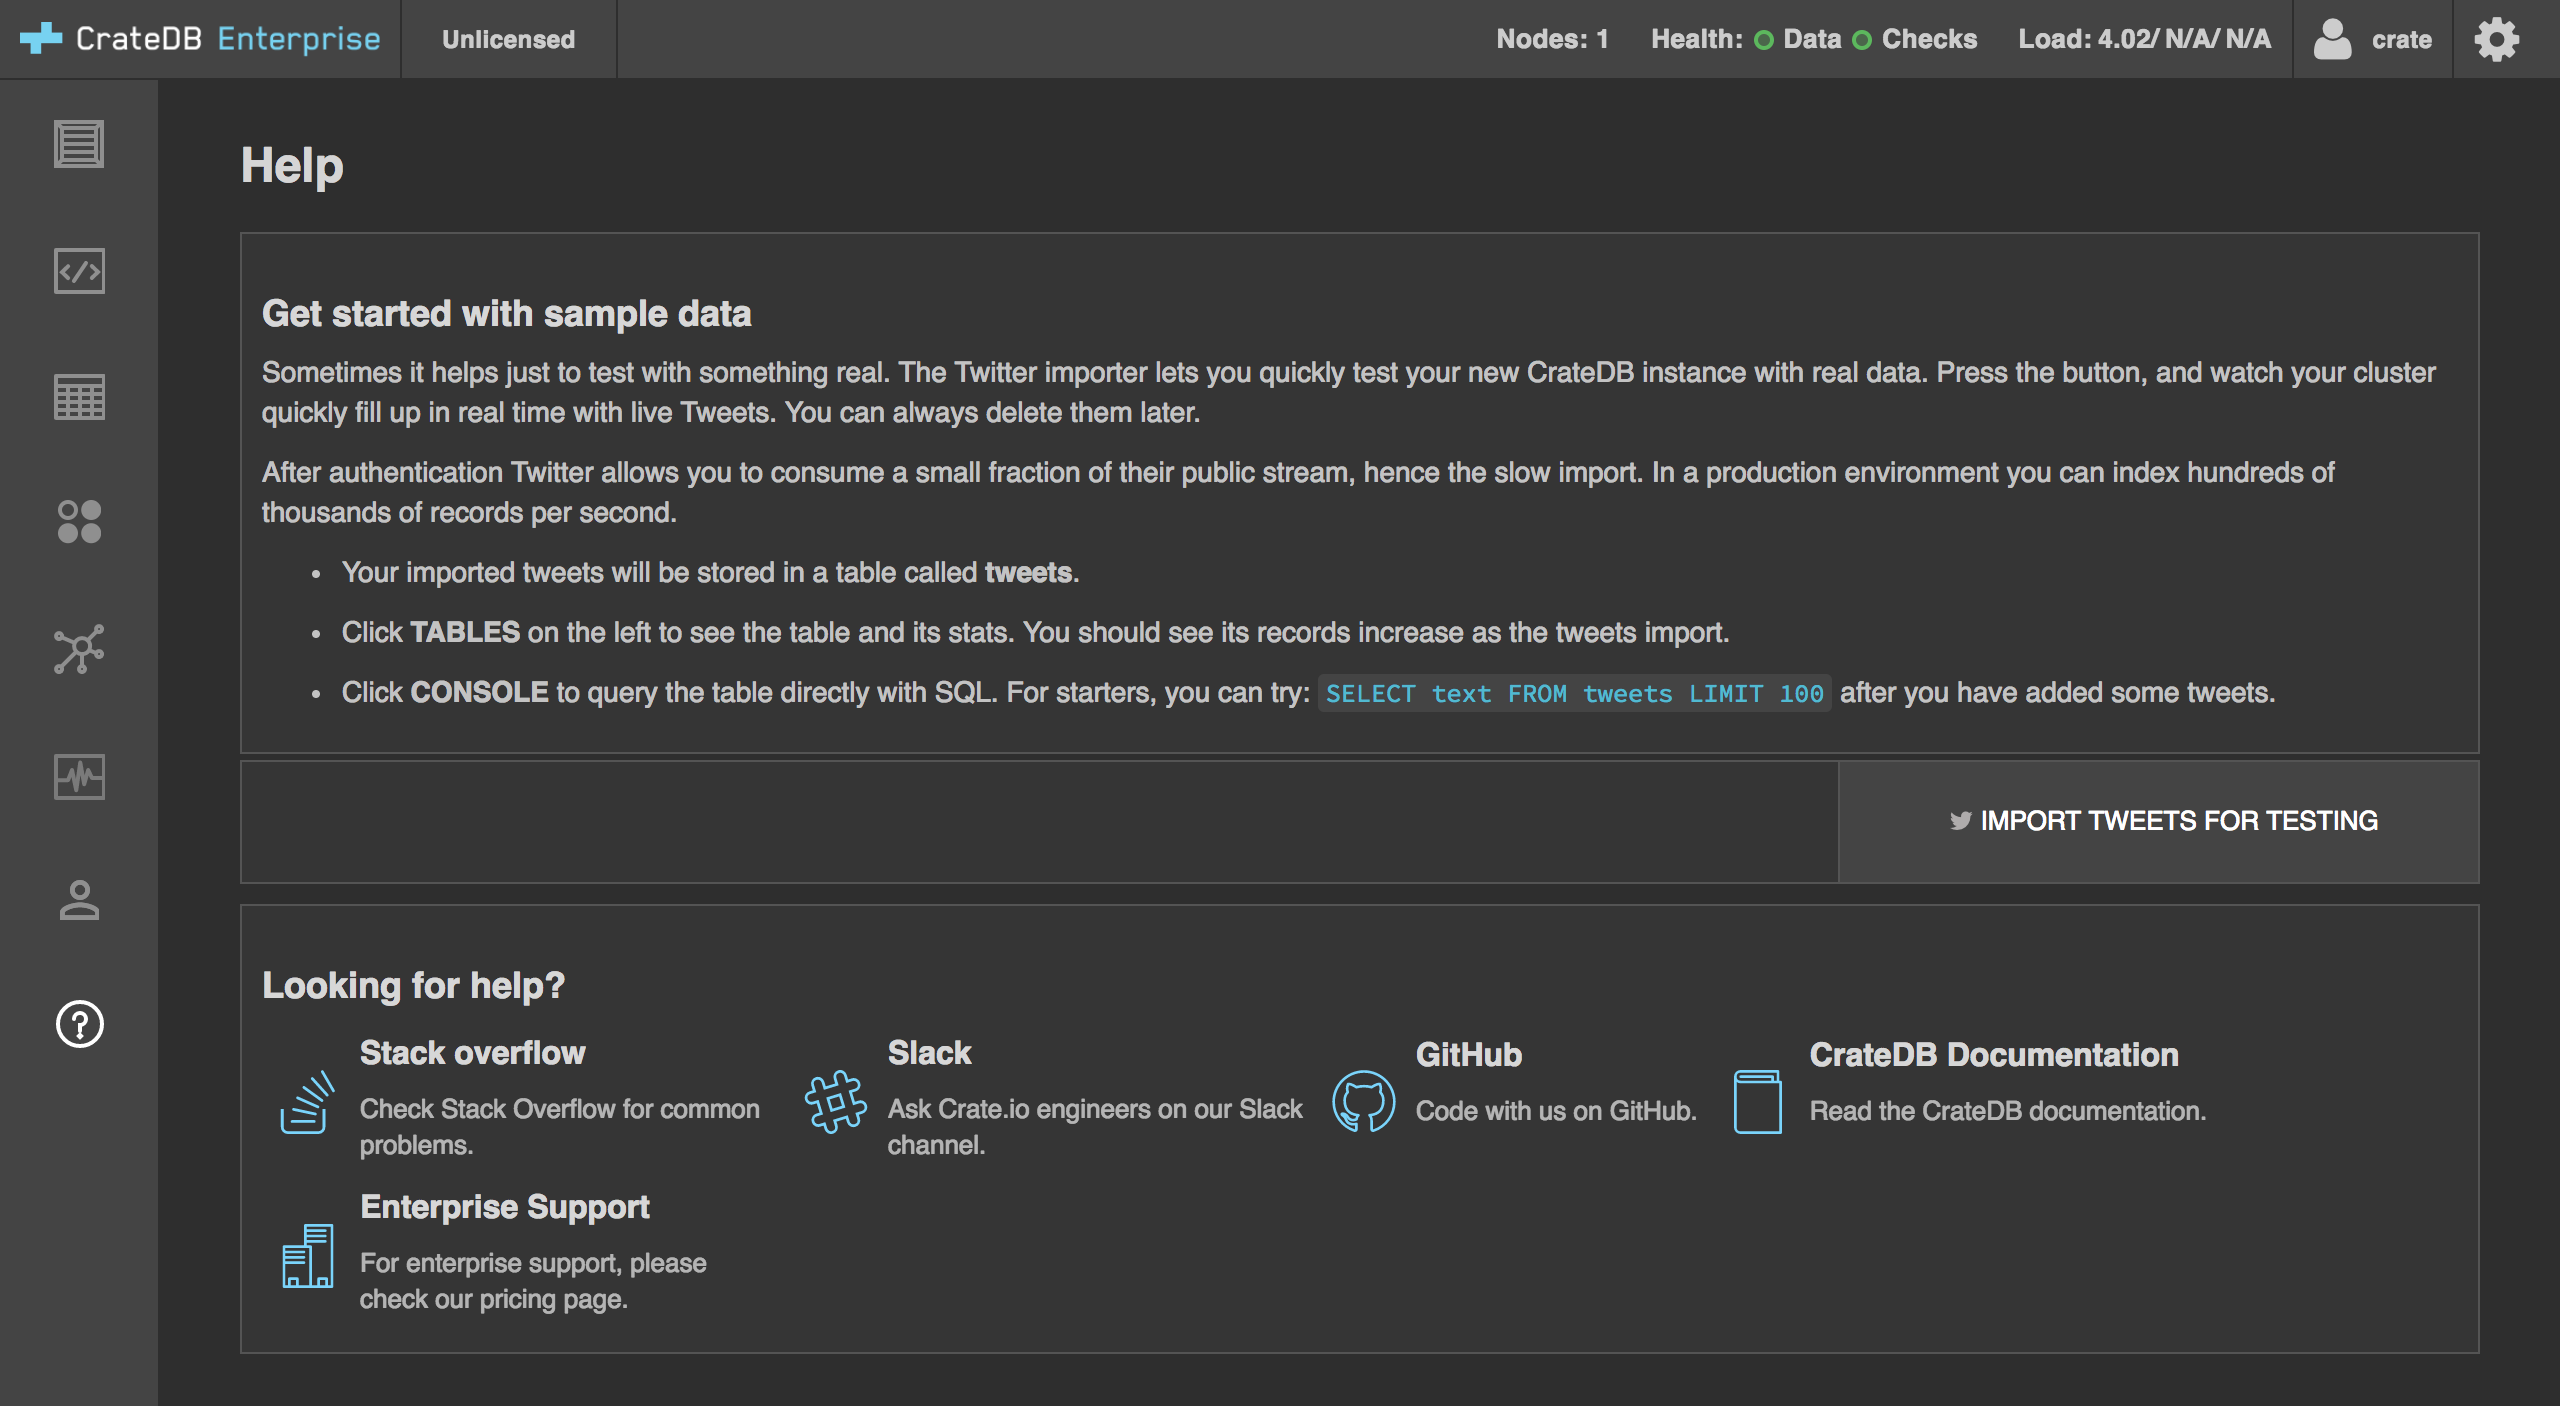 CrateDB Enterprise
Unlicensed
Nodes: 1
Health: Data Checks
Load: 4.02/ N/A/ N/A
crate
Help
Get started with sample data
Sometimes it helps just to test with something real. The Twitter importer lets you quickly test your new CrateDB instance with real data. Press the button, and watch your cluster
quickly fill up in real time with live Tweets. You can always delete them later.
After authentication Twitter allows you to consume a small fraction of their public stream, hence the slow import. In a production environment you can index hundreds of
thousands of records per second.
• Your imported tweets will be stored in a table called tweets.
• Click TABLES on the left to see the table and its stats. You should see its records increase as the tweets import.
• Click CONSOLE to query the table directly with SQL. For starters, you can try: SELECT text FROM tweets LIMIT 100 after you have added some tweets.
IMPORT TWEETS FOR TESTING
Looking for help?
Stack overflow
Check Stack Overflow for common
problems.
Slack
Ask Crate.io engineers on our Slack
channel.
GitHub
Code with us on GitHub.
CrateDB Documentation
Read the CrateDB documentation.
Enterprise Support
For enterprise support, please
check our pricing page.